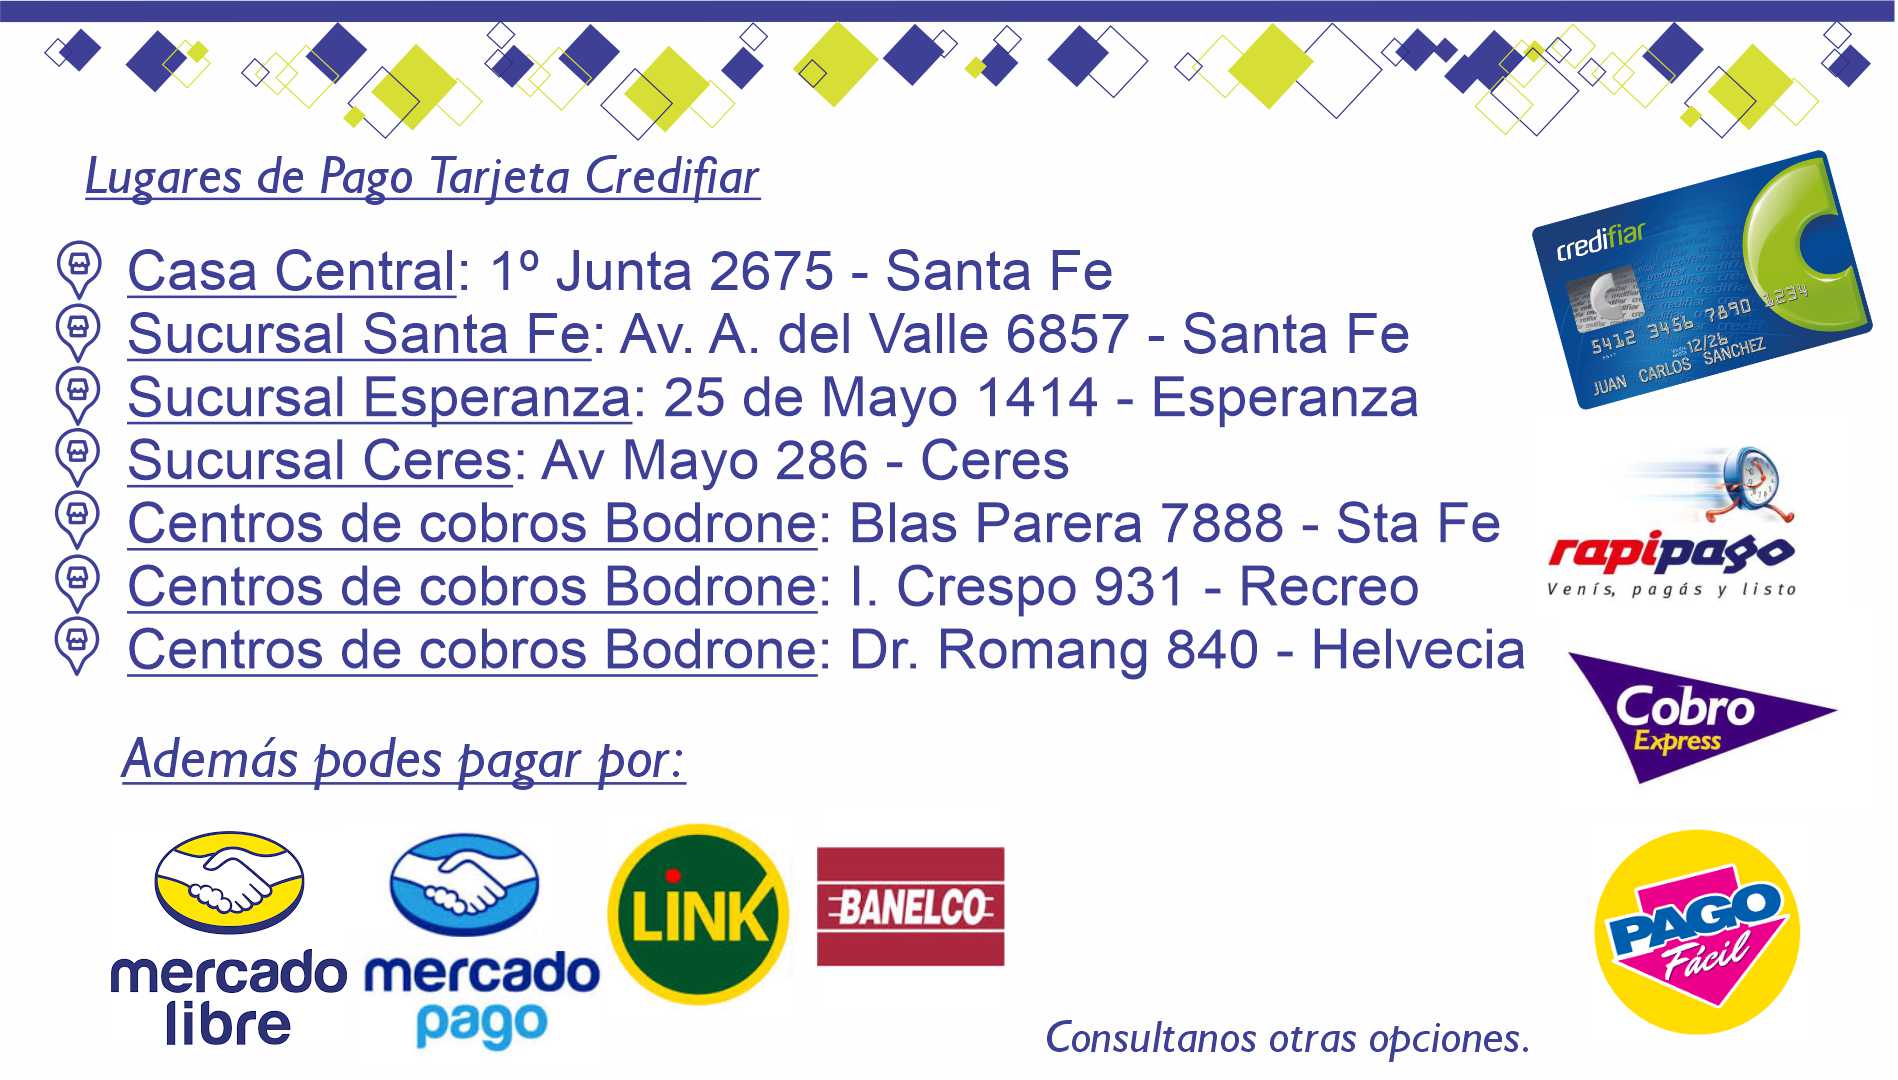 Lugares de Pago Tarjeta Credifiar
Casa Central: 1º Junta 2675 - Santa Fe
Sucursal Santa Fe: Av. A. del Valle 6857 - Santa Fe
Sucursal Esperanza: 25 de Mayo 1414 - Esperanza
Sucursal Ceres: Av Mayo 286 - Ceres
Centros de cobros Bodrone: Blas Parera 7888 - Sta Fe
Centros de cobros Bodrone: I. Crespo 931 - Recreo
Centros de cobros Bodrone: Dr. Romang 840 - Helvecia
credifiar
5412 3456 7890 1234
12/26
JUAN CARLOS SANCHEZ
rapipago
Venís, pagás y listo
Cobro
Express
Además podes pagar por:
mercado
libre
mercado
pago
LINK
BANELCO
PAGO
Fácil
Consultanos otras opciones.